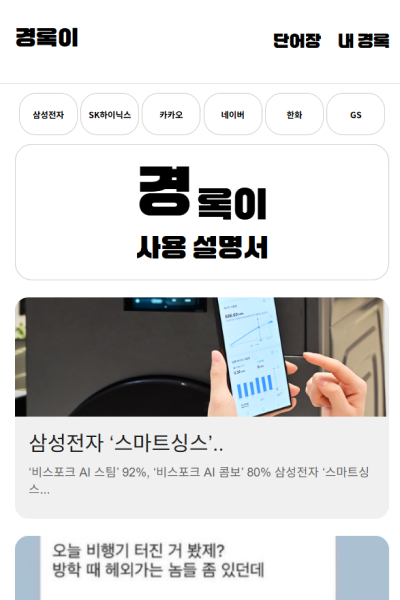 경록이
단어장 내 경록
삼성전자 SK하이닉스 카카오 네이버 한화 GS
경록이
사용 설명서
삼성전자 ‘스마트싱스’..
‘비스포크 AI 스팀’ 92%, ‘비스포크 AI 콤보’ 80% 삼성전자 ‘스마트싱
스...
오늘 비행기 터진 거 봤제?
방학 때 헤외가는 놈들 좀 있던데